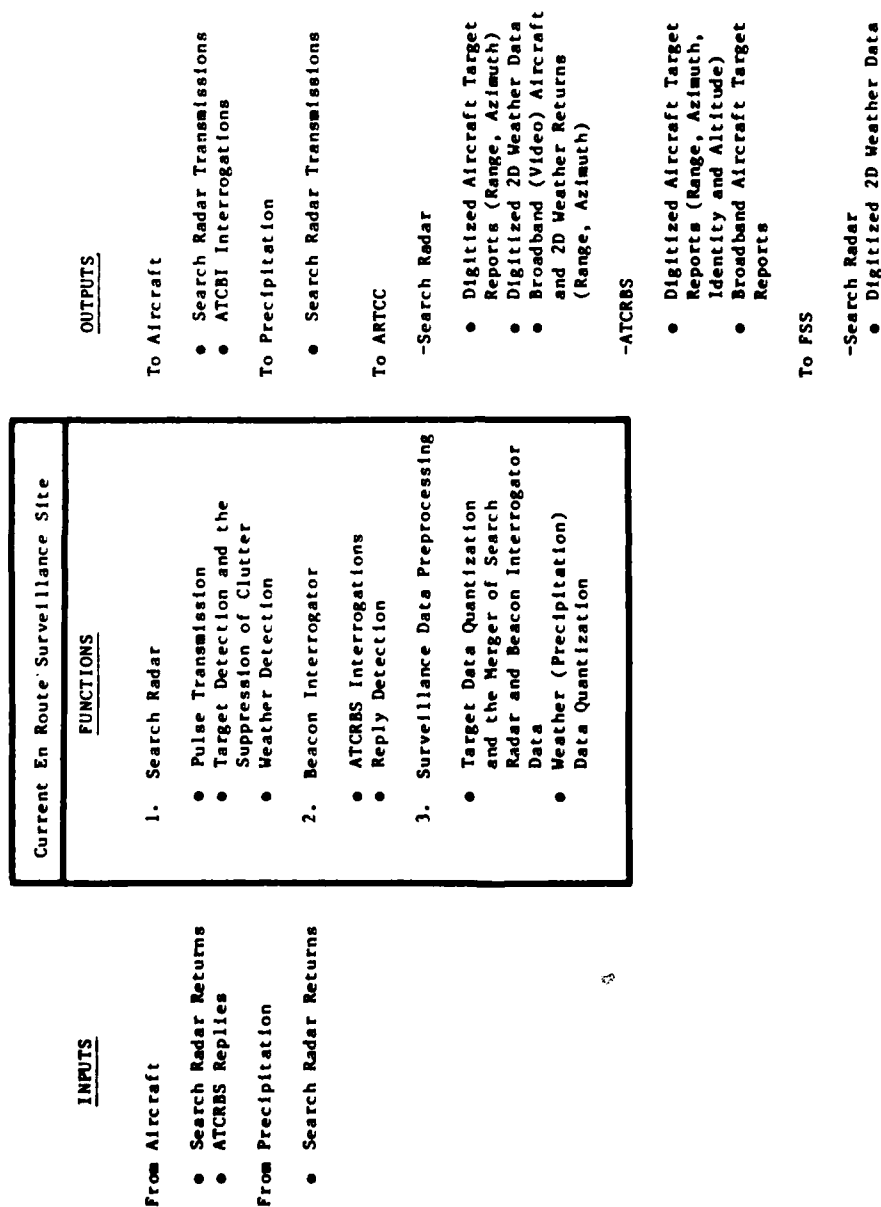 Current En Route Surveillance Site
INPUTS
From Aircraft
● Search Radar Returns
● ATCRBS Replies
From Precipitation
● Search Radar Returns
FUNCTIONS
1. Search Radar
● Pulse Transmission
● Target Detection and the
Suppression of Clutter
● Weather Detection
2. Beacon Interrogator
● ATCRBS Interrogations
● Reply Detection
3. Surveillance Data Preprocessing
● Target Data Quantization
and the Merger of Search
Radar and Beacon Interrogator
Data
● Weather (Precipitation)
Data Quantization
OUTPUTS
To Aircraft
● Search Radar Transmissions
● ATCBI Interrogations
To Precipitation
● Search Radar Transmissions
To ARTCC
-Search Radar
● Digitized Aircraft Target
Reports (Range, Azimuth)
● Digitized 2D Weather Data
● Broadband (Video) Aircraft
and 2D Weather Returns
(Range, Azimuth)
-ATCRBS
● Digitized Aircraft Target
Reports (Range, Azimuth,
Identity and Altitude)
● Broadband Aircraft Target
Reports
To FSS
-Search Radar
● Digitized 2D Weather Data